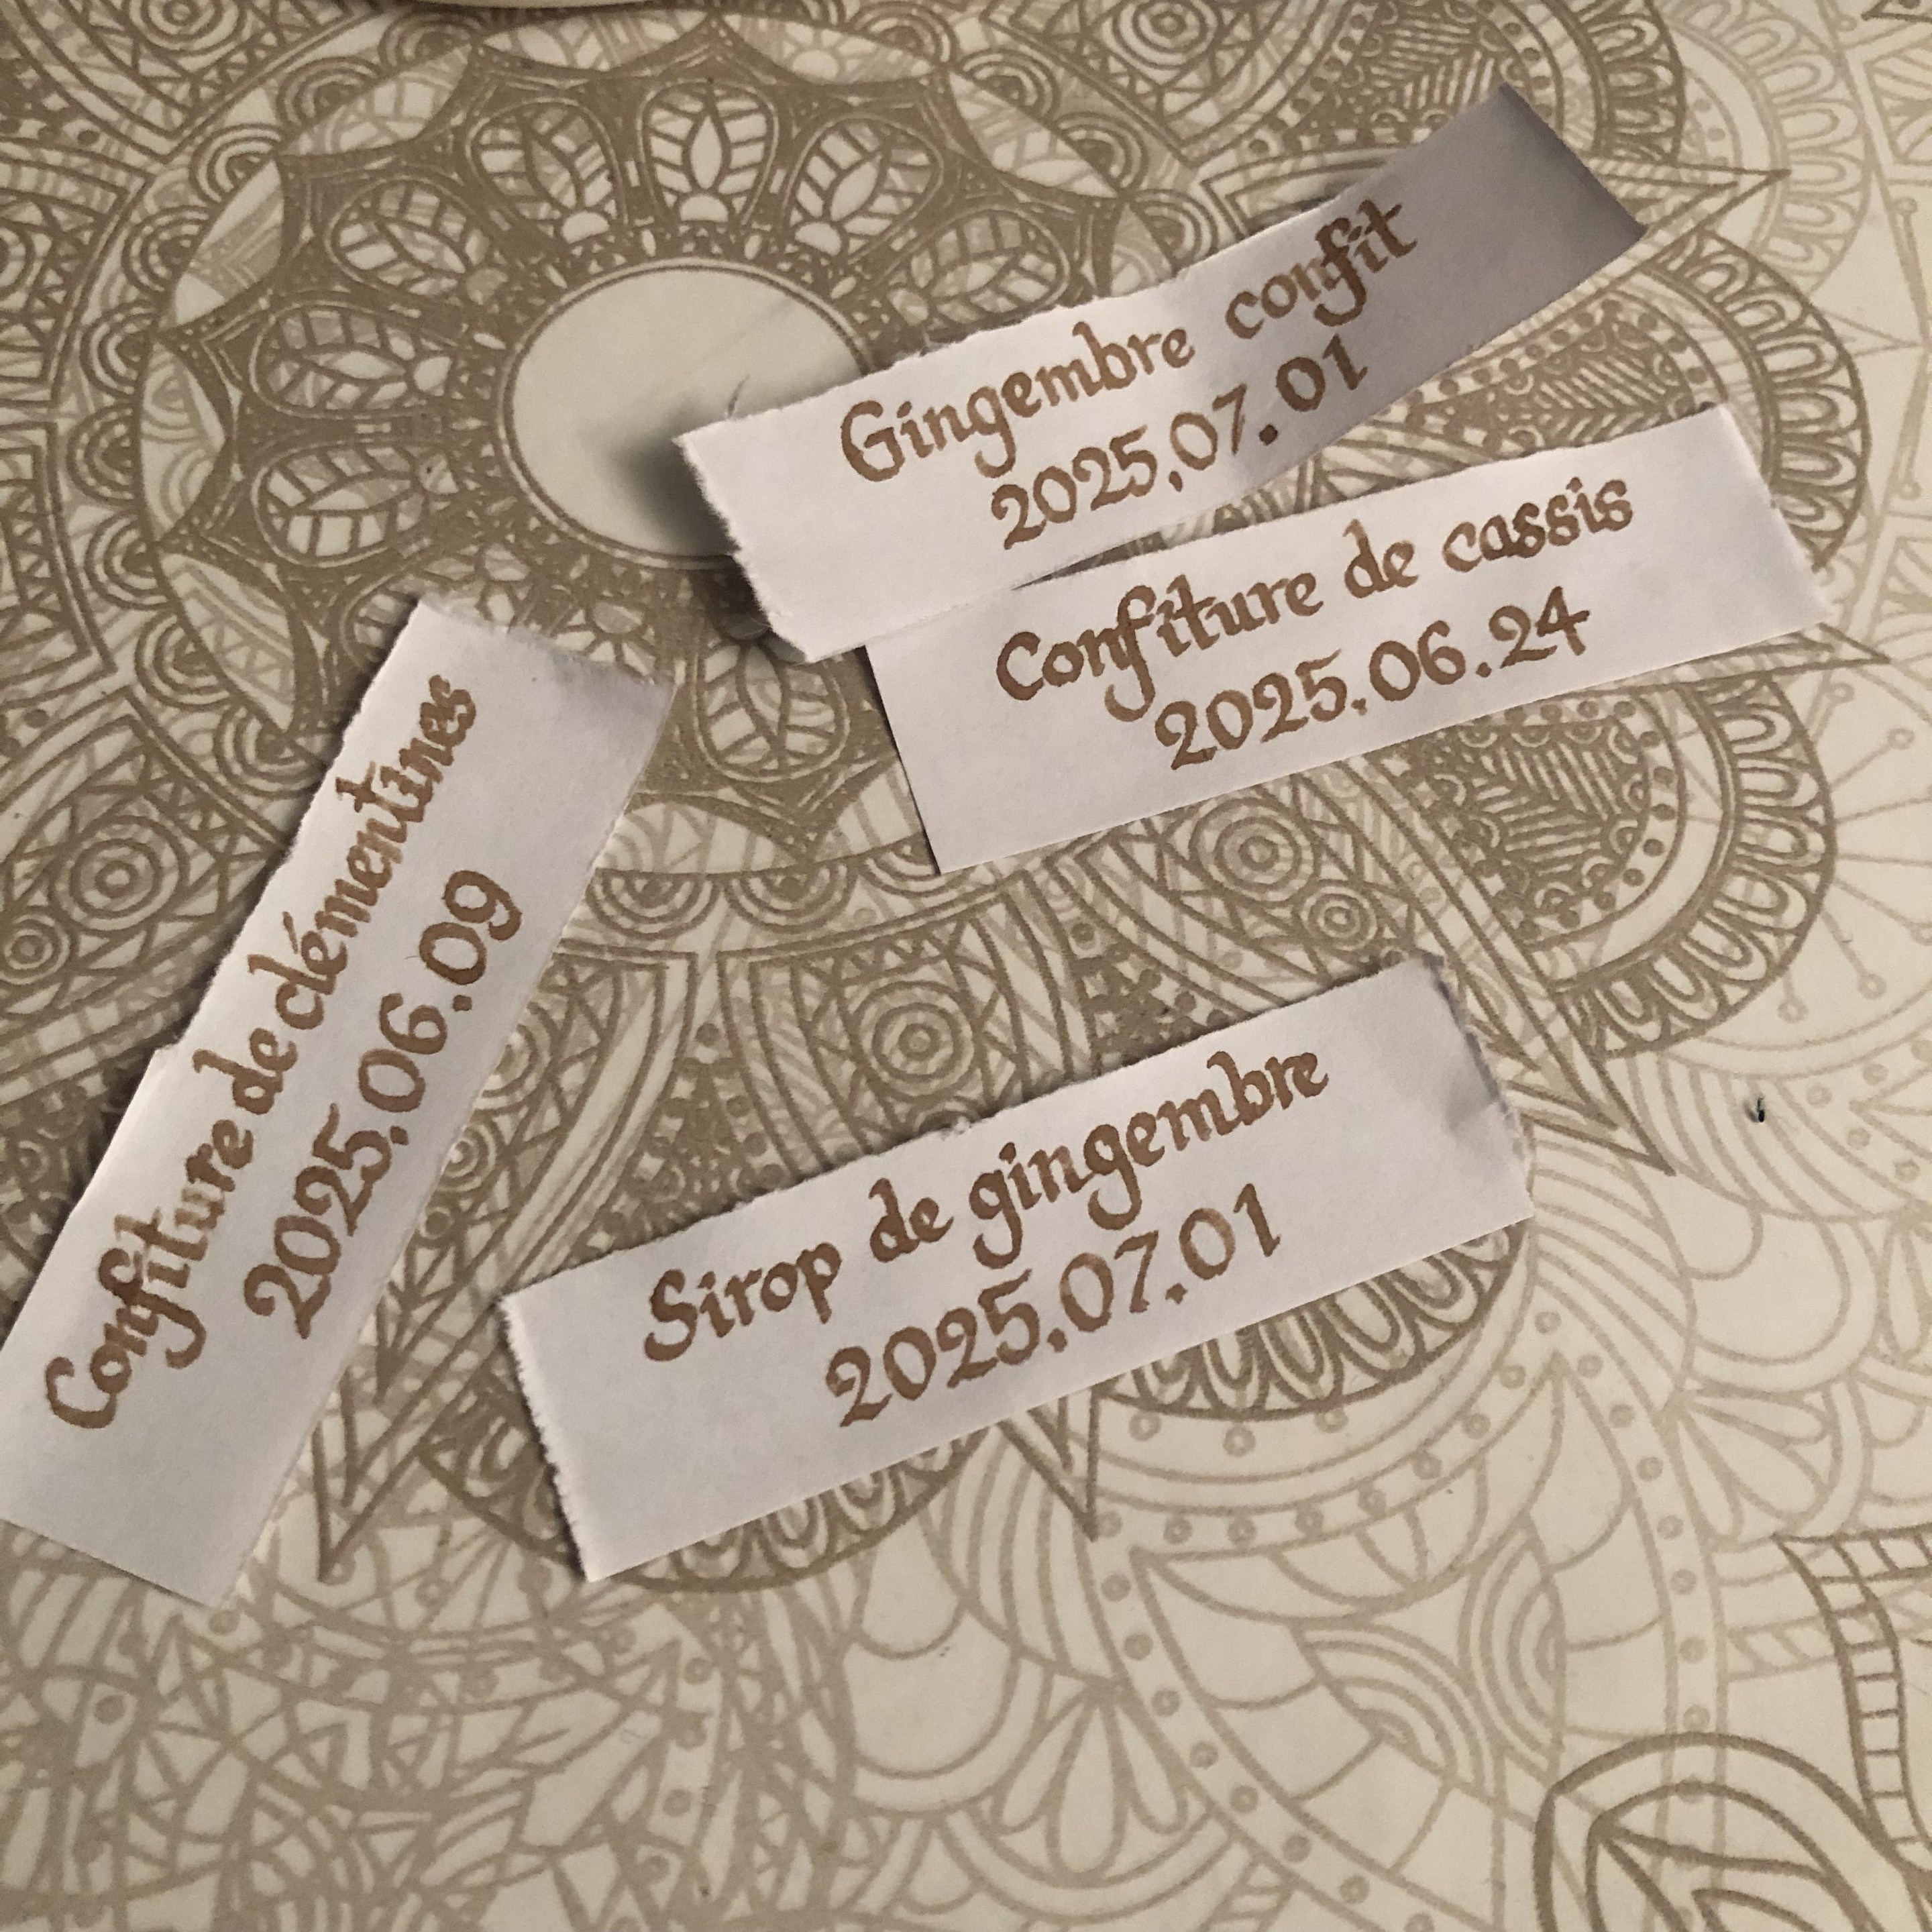 Gingembre confit
2025.07.01
Confiture de cassis
2025.06.24
Confiture de clémentines
2025.06.09
Sirop de gingembre
2025.07.01